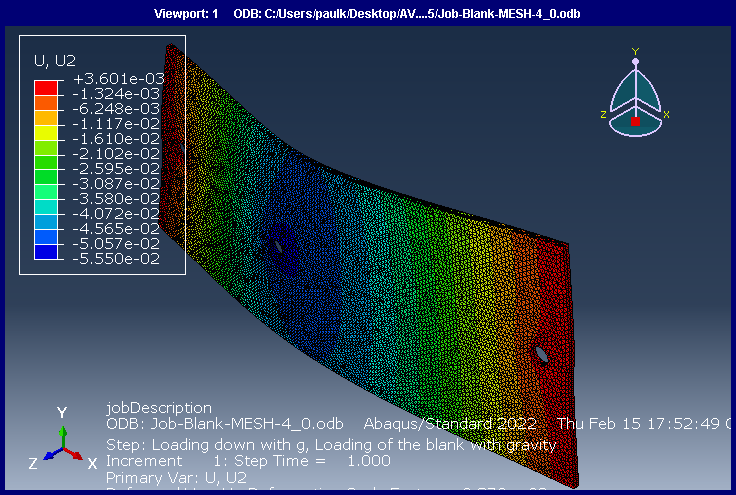 Viewport: 1 ODB: C:/Users/paulk/Desktop/AV....5/Job-Blank-MESH-4_0.odb
U, U2
+3.601e-03
-1.324e-03
-6.248e-03
-1.117e-02
-1.610e-02
-2.102e-02
-2.595e-02
-3.087e-02
-3.580e-02
-4.072e-02
-4.565e-02
-5.057e-02
-5.550e-02
Y
Z X
Y
Z X
jobDescription
ODB: Job-Blank-MESH-4_0.odb Abaqus/Standard 2022 Thu Feb 15 17:52:49
Step: Loading down with g, Loading of the blank with gravity
Increment 1: Step Time = 1.000
Primary Var: U, U2